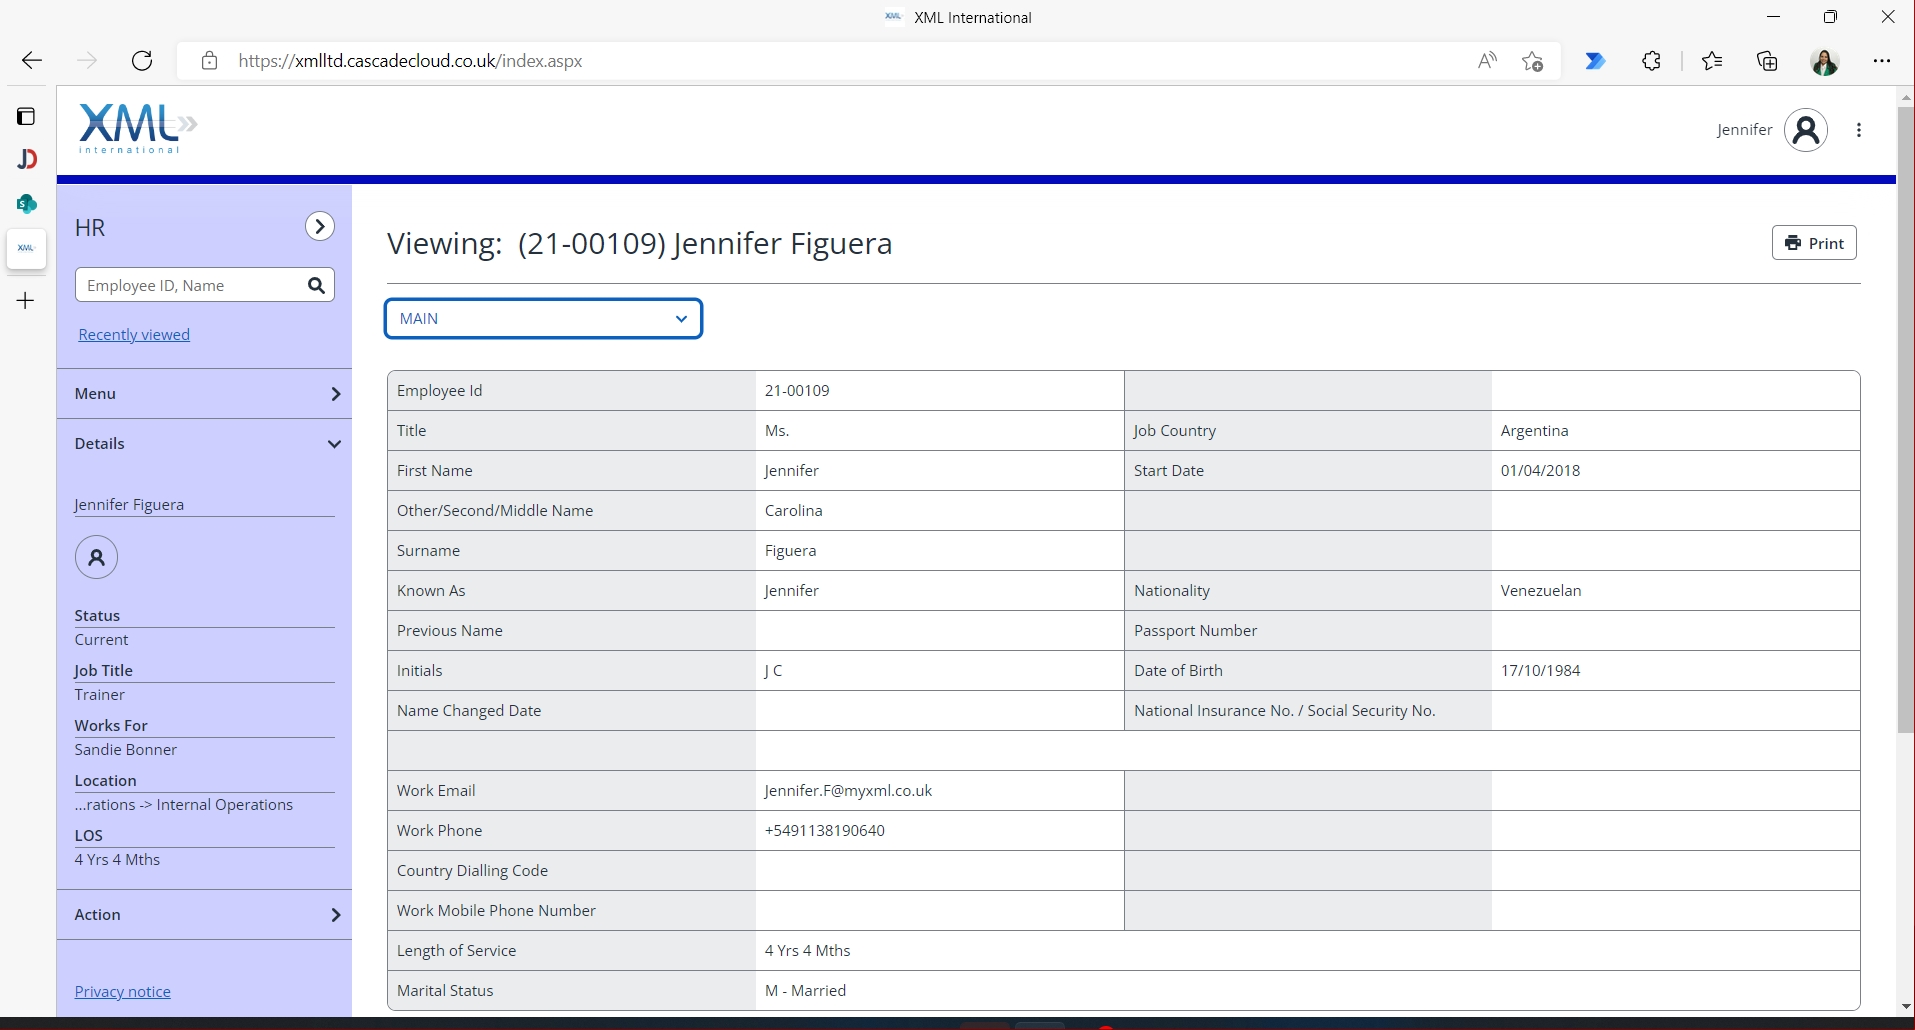 XML International
https://xmlltd.cascadecloud.co.uk/index.aspx
XML
international
Jennifer
HR
Viewing: (21-00109) Jennifer Figuera
Print
Employee ID, Name
Recently viewed
MAIN
Menu
Details
Jennifer Figuera
Status
Current
Job Title
Trainer
Works For
Sandie Bonner
Location
...rations -> Internal Operations
LOS
4 Yrs 4 Mths
Action
Privacy notice
Employee Id 21-00109
Title Ms. Job Country Argentina
First Name Jennifer Start Date 01/04/2018
Other/Second/Middle Name Carolina
Surname Figuera
Known As Jennifer Nationality Venezuelan
Previous Name Passport Number
Initials J C Date of Birth 17/10/1984
Name Changed Date National Insurance No. / Social Security No.
Work Email Jennifer.F@myxml.co.uk
Work Phone +5491138190640
Country Dialling Code
Work Mobile Phone Number
Length of Service 4 Yrs 4 Mths
Marital Status M - Married